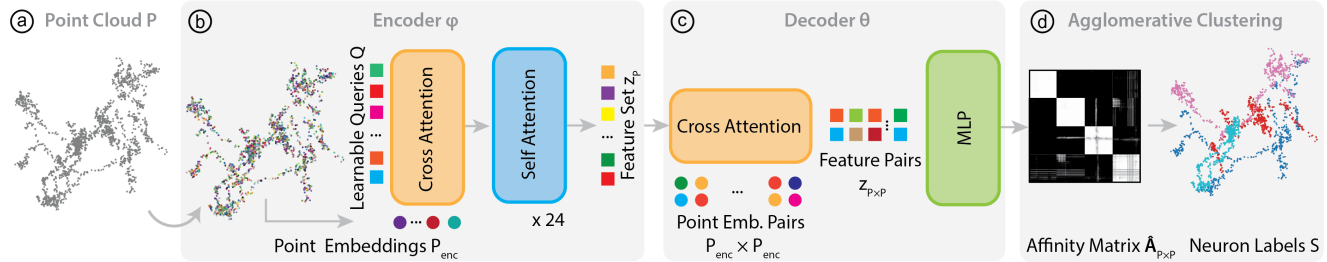 a Point Cloud P
b Encoder φ
Learnable Queries Q
...
Cross Attention
Self Attention
x 24
Feature Set z_P
...
...
Point Embeddings P_enc
c Decoder θ
Cross Attention
...
Point Emb. Pairs
P_enc × P_enc
...
Feature Pairs
z_P×P
MLP
d Agglomerative Clustering
Affinity Matrix Â_P×P
Neuron Labels S